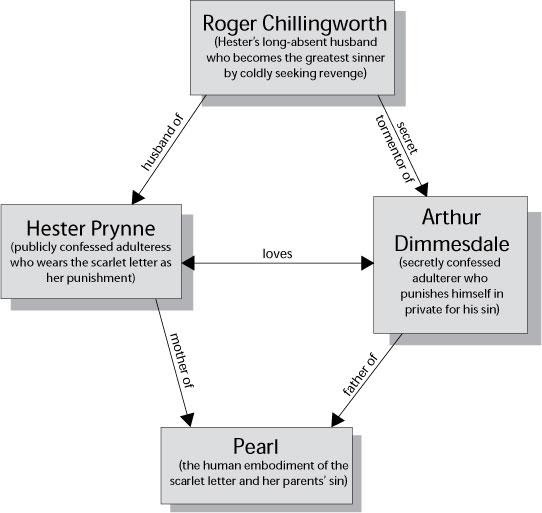 Roger Chillingworth
(Hester's long-absent husband
who becomes the greatest sinner
by coldly seeking revenge)
husband of
secret
tormentor of
Hester Prynne
(publicly confessed adulteress
who wears the scarlet letter as
her punishment)
loves
Arthur
Dimmesdale
(secretly confessed
adulterer who
punishes himself in
private for his sin)
mother of
father of
Pearl
(the human embodiment of the
scarlet letter and her parents' sin)